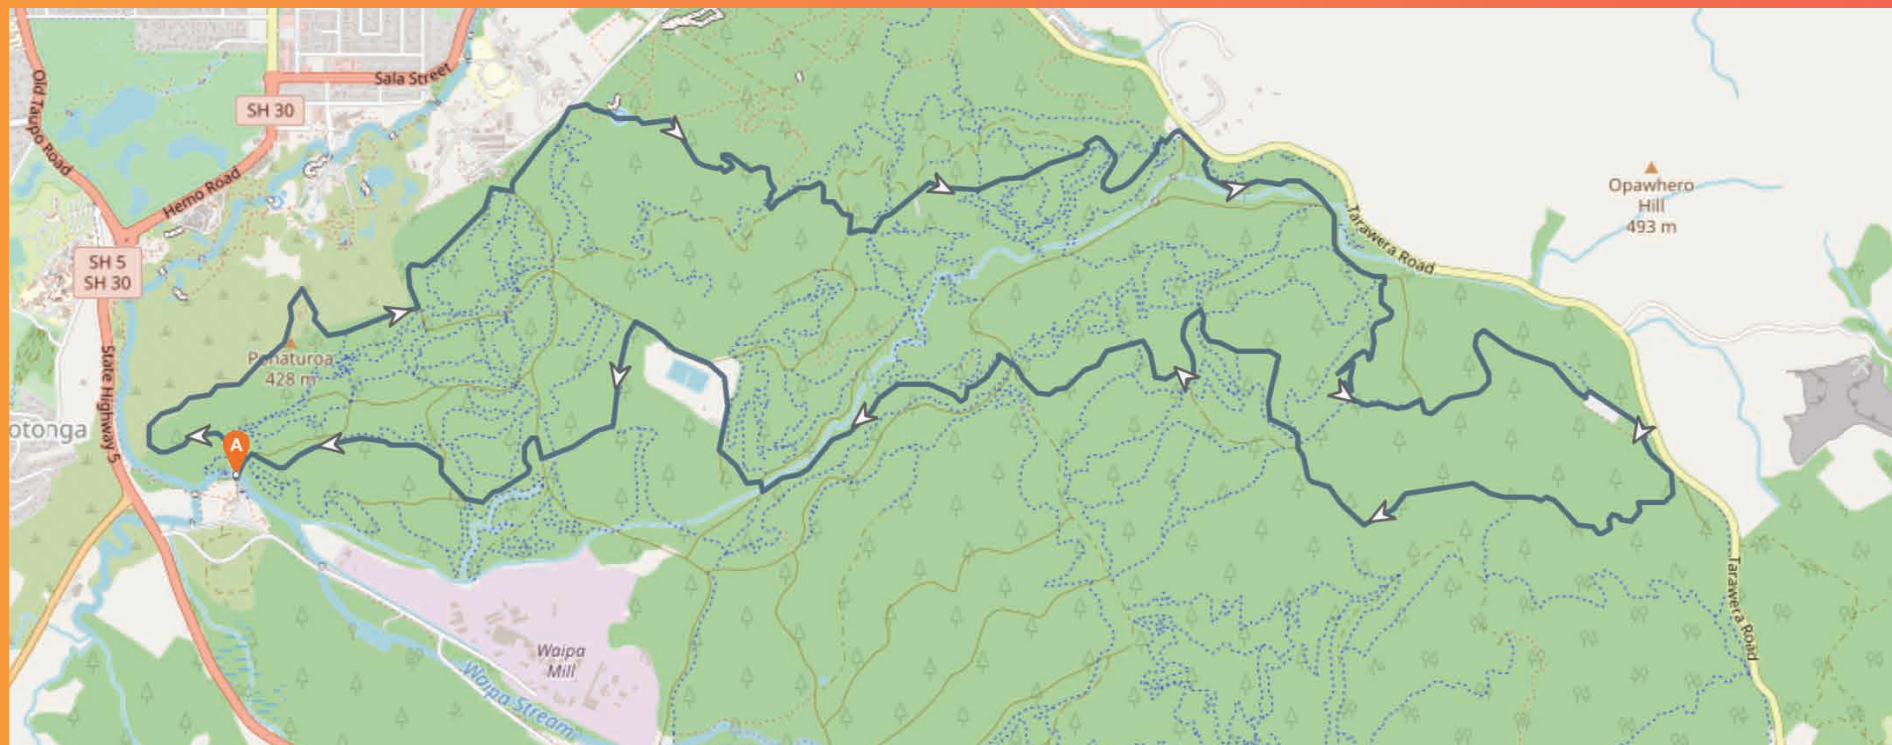 Sala Street
SH 30
Old Taupo Road
Hemo Road
Opawhero
Hill
493 m
Tarawera Road
SH 5
SH 30
State Highway 5
Pohaturoa
428 m
otonga
A
Waipa
Mill
Waipa Stream
Tarawera Road